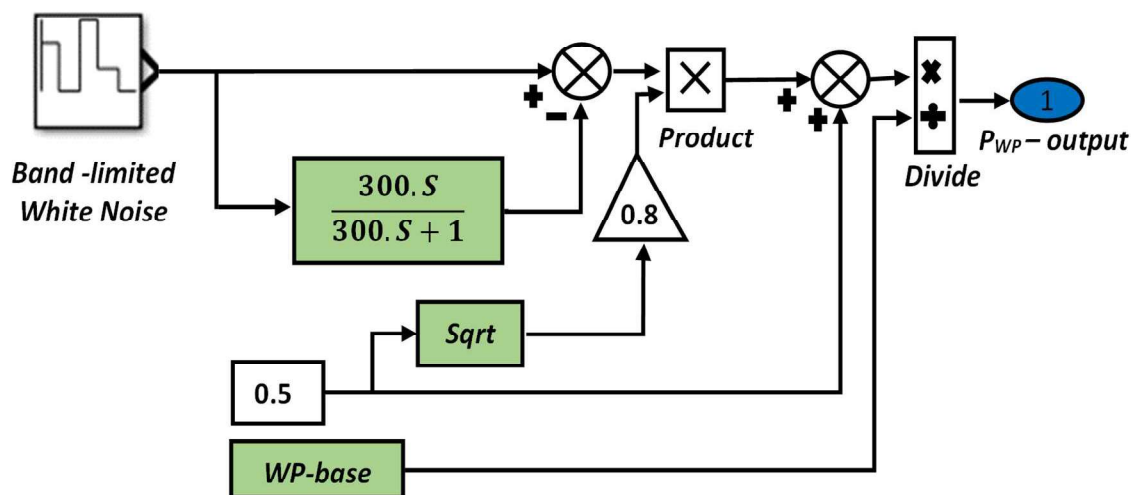 Band -limited
White Noise
300. S
300. S + 1
+
−
×
Product
0.8
Sqrt
0.5
WP-base
+
+
×
÷
Divide
1
P_WP – output